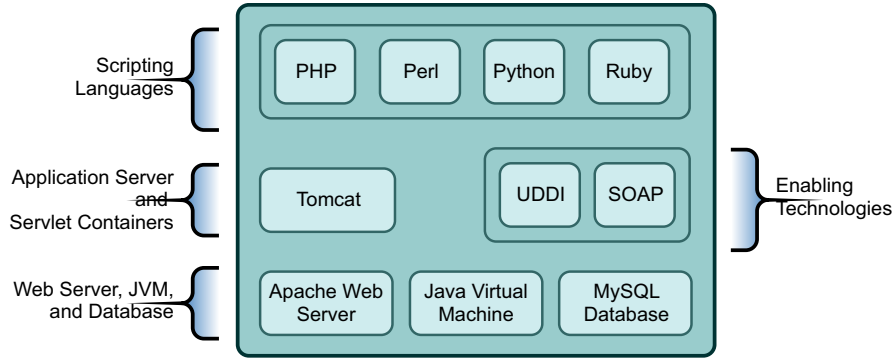 Scripting
Languages
PHP
Perl
Python
Ruby
Application Server
and
Servlet Containers
Tomcat
UDDI
SOAP
Enabling
Technologies
Web Server, JVM,
and Database
Apache Web
Server
Java Virtual
Machine
MySQL
Database